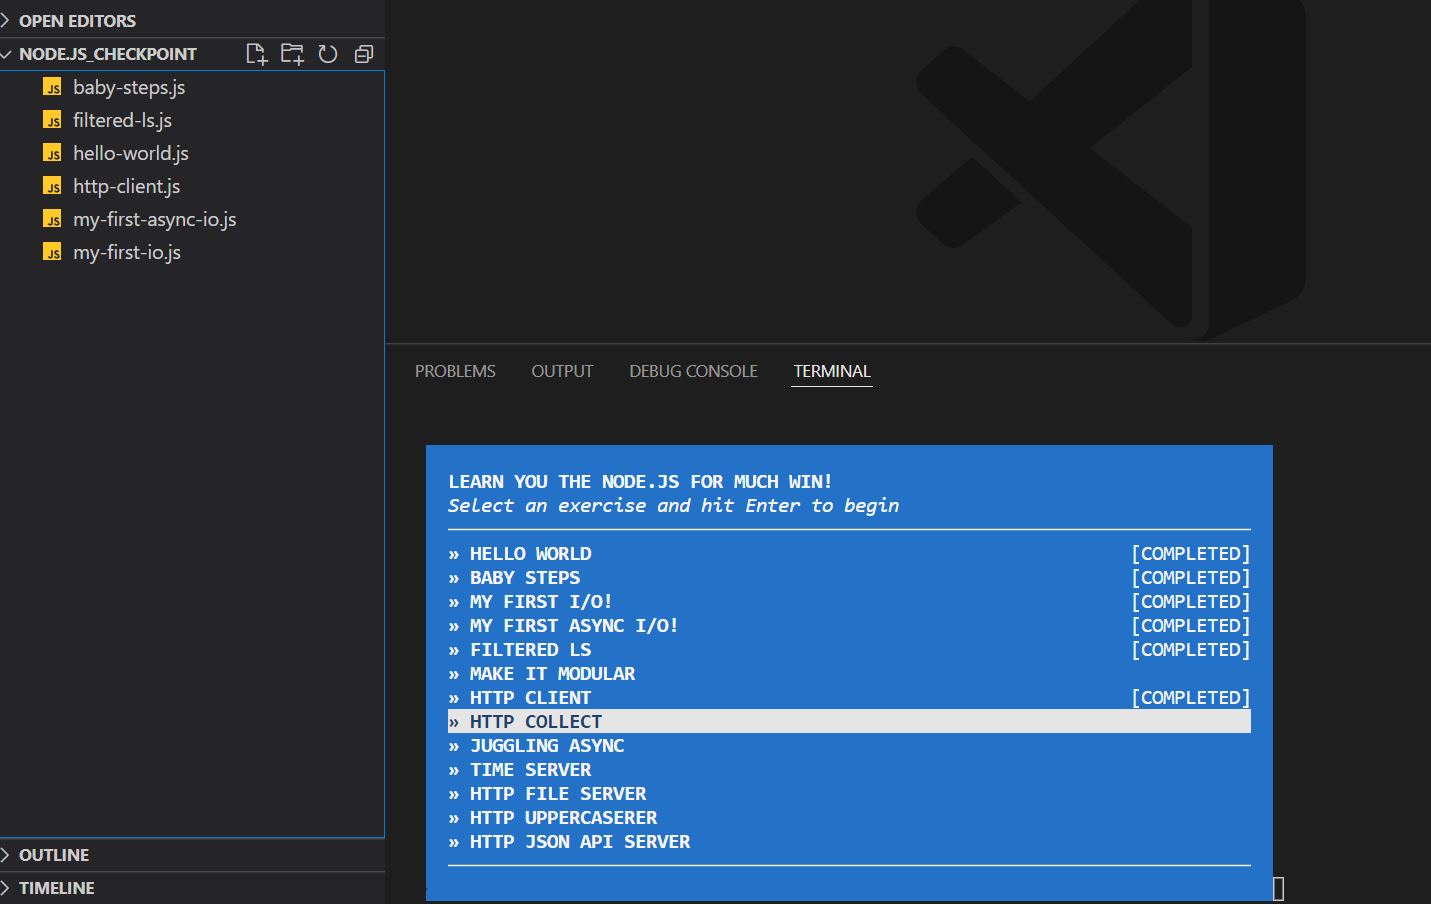 OPEN EDITORS
NODE.JS_CHECKPOINT
JS baby-steps.js
JS filtered-ls.js
JS hello-world.js
JS http-client.js
JS my-first-async-io.js
JS my-first-io.js
OUTLINE
TIMELINE
PROBLEMS OUTPUT DEBUG CONSOLE TERMINAL
LEARN YOU THE NODE.JS FOR MUCH WIN!
Select an exercise and hit Enter to begin
» HELLO WORLD [COMPLETED]
» BABY STEPS [COMPLETED]
» MY FIRST I/O! [COMPLETED]
» MY FIRST ASYNC I/O! [COMPLETED]
» FILTERED LS [COMPLETED]
» MAKE IT MODULAR
» HTTP CLIENT [COMPLETED]
» HTTP COLLECT
» JUGGLING ASYNC
» TIME SERVER
» HTTP FILE SERVER
» HTTP UPPERCASERER
» HTTP JSON API SERVER